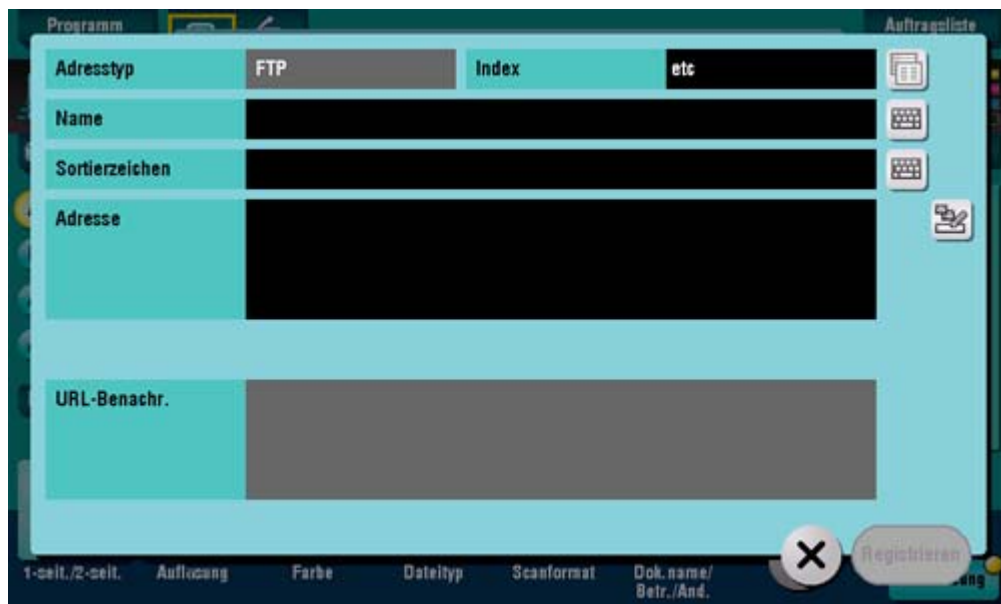 Programm
Auftragsliste
Adresstyp FTP Index etc
Name
Sortierzeichen
Adresse
URL-Benachr.
Registrieren
1-seit./2-seit. Auflösung Farbe Dateityp Scanformat Dok.name/
Betr./And.